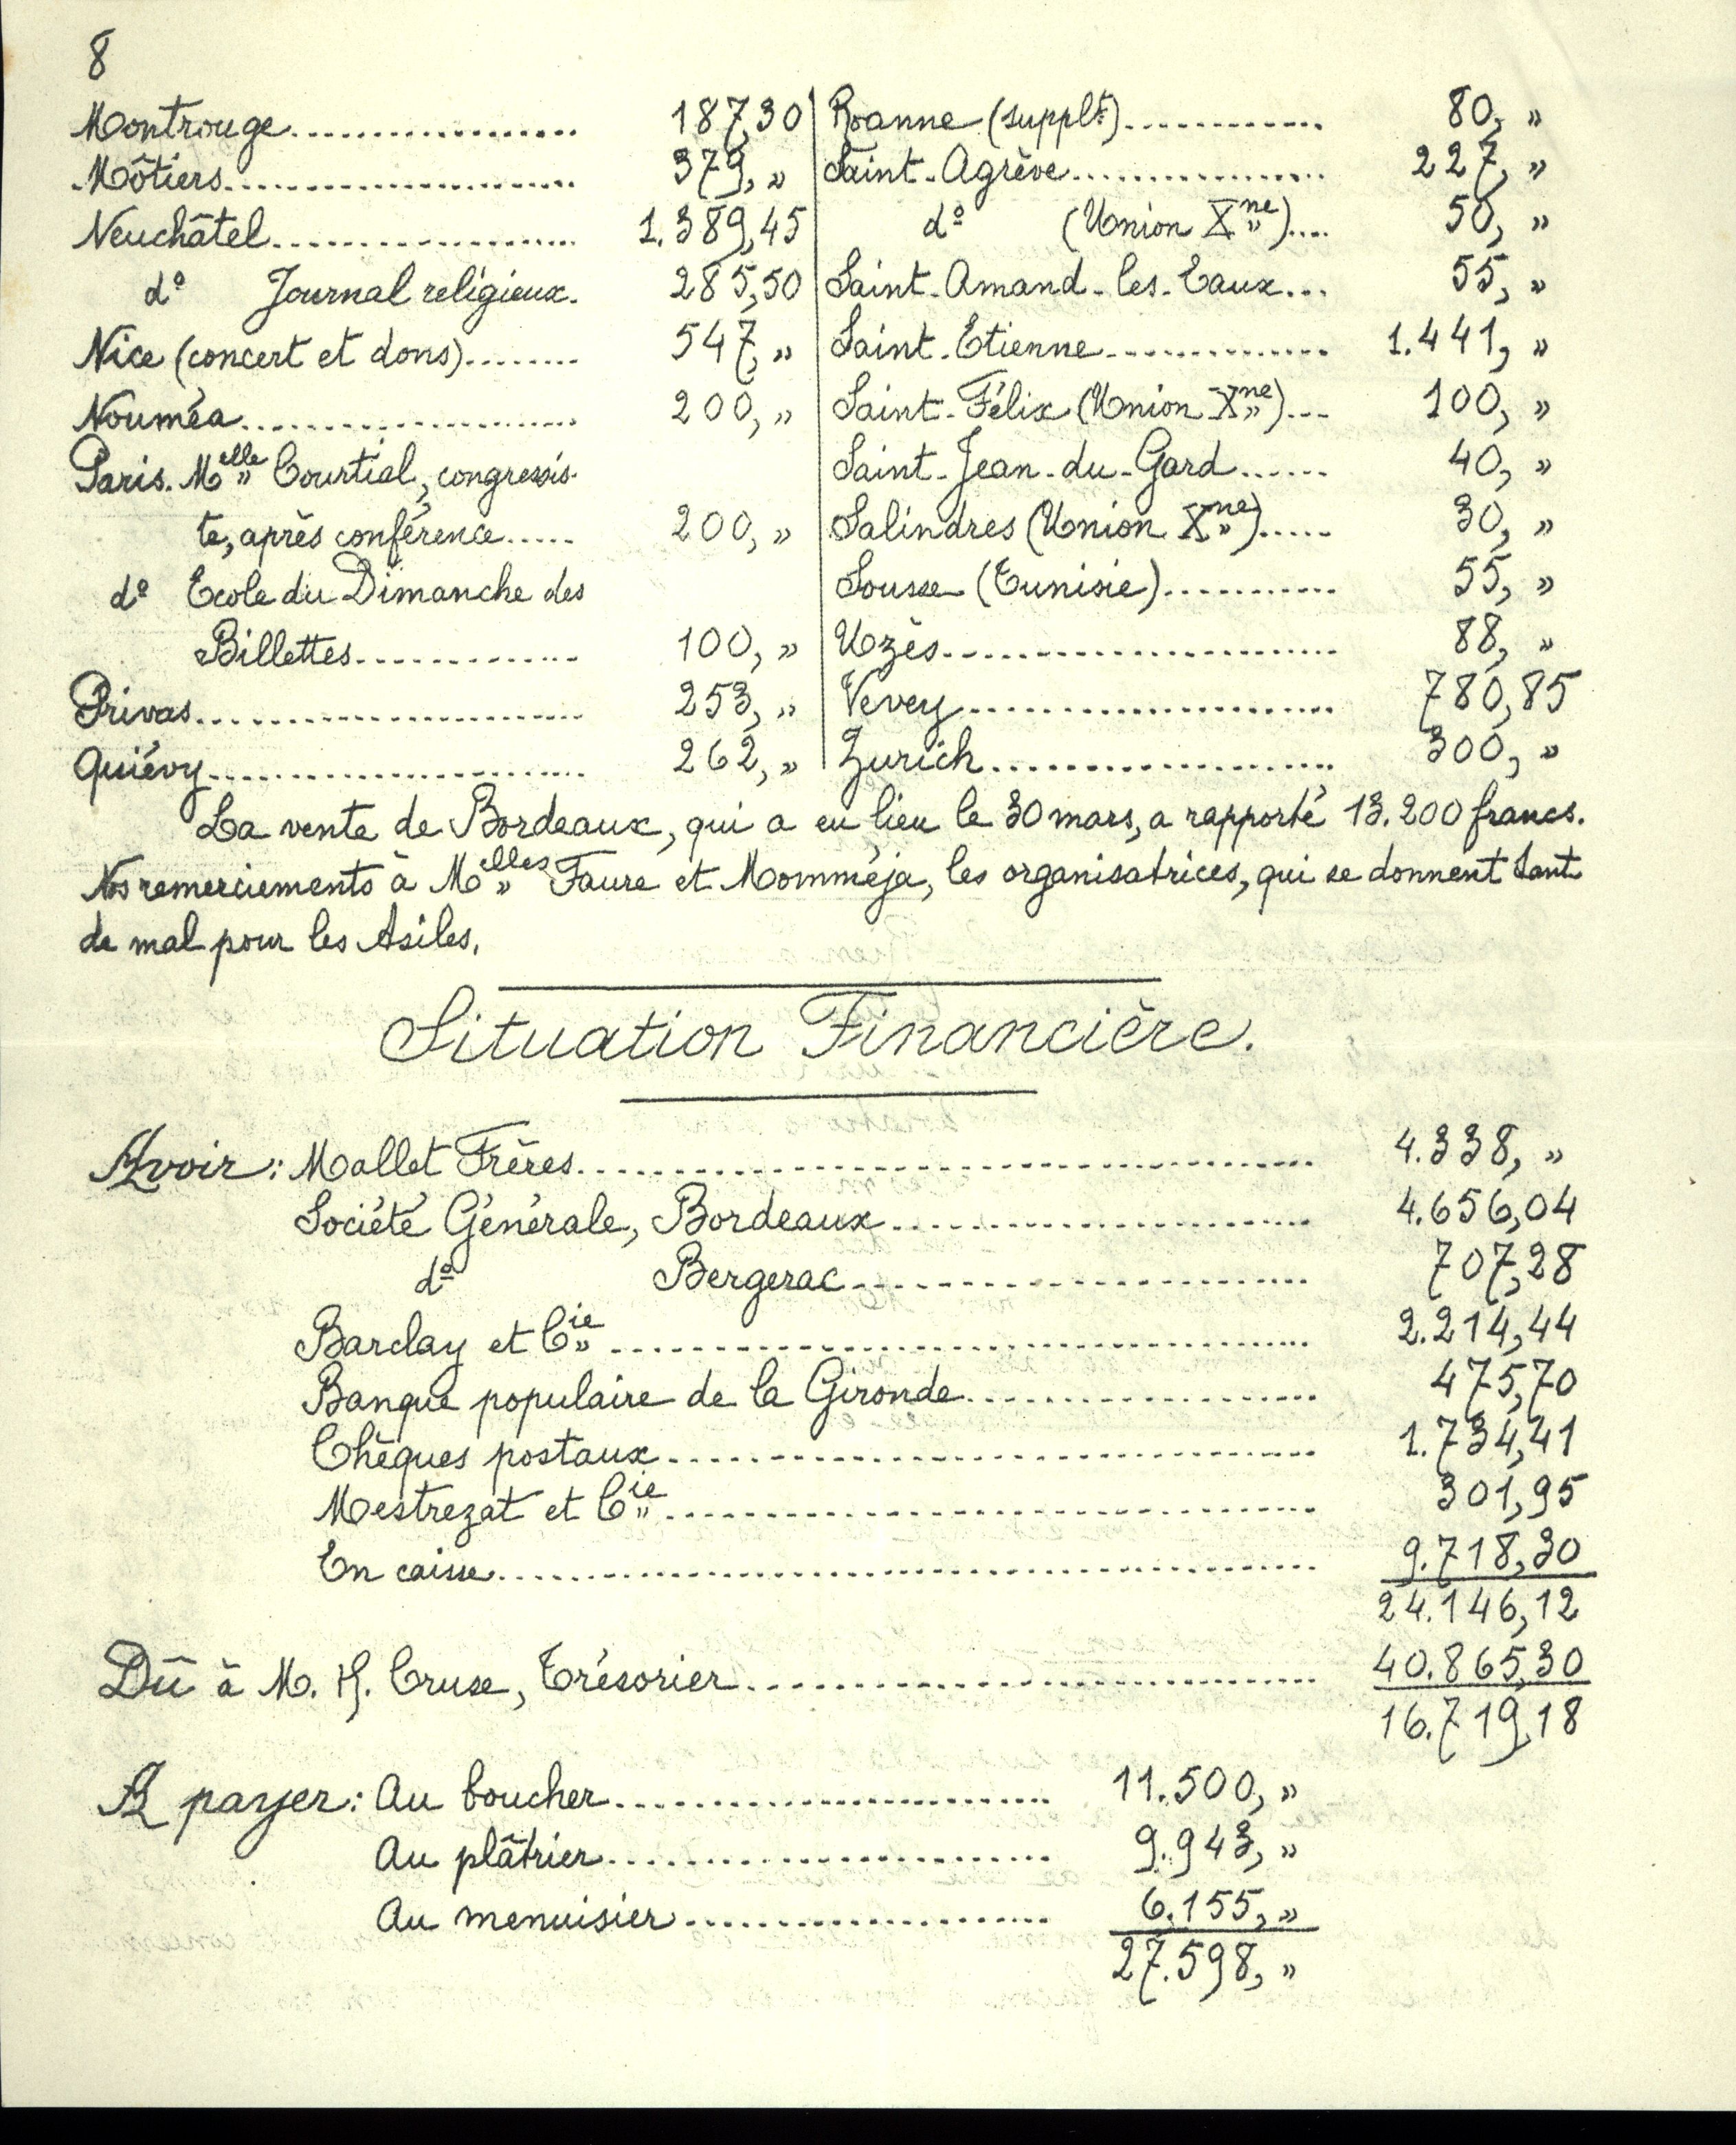 8
Montrouge.................. 187,30
Môtiers...................... 379, »
Neuchâtel................... 1.389,45
dº Journal religieux. 285,50
Nice (concert et dons)........ 547, »
Nouméa...................... 200, »
Paris. Melle Courtial, congressis-
te, après conférence..... 200, »
dº Ecole du Dimanche des
Billettes.............. 100, »
Privas........................ 253, »
Quiévy........................ 262, »
Roanne (supplt)............. 80, »
Saint-Agrève................. 227, »
dº (Union Xne).... 50, »
Saint-Amand-les-Eaux... 55, »
Saint-Etienne............... 1.441, »
Saint-Félix (Union Xne)... 100, »
Saint-Jean-du-Gard...... 40, »
Salindres (Union Xne)..... 30, »
Sousse (Tunisie)........... 55, »
Uzès......................... 88, »
Vevey........................ 780,85
Zurich....................... 300, »
La vente de Bordeaux, qui a eu lieu le 30 mars, a rapporté 13.200 francs.
Nos remerciements à Melles Faure et Momméja, les organisatrices, qui se donnent tant
de mal pour les Asiles.
Situation Financière.
Avoir: Mallet Frères............................................. 4.338, »
Société Générale, Bordeaux......................... 4.656,04
dº Bergerac........................... 707,28
Barclay et Cie.......................................... 2.214,44
Banque populaire de la Gironde................... 475,70
Chèques postaux........................................ 1.734,41
Mestrezat et Cie....................................... 301,95
En caisse................................................. 9.718,30
24.146,12
Dû à M. H. Cruse, Trésorier................................ 40.865,30
16.719,18
A payer: Au boucher............................. 11.500, »
Au plâtrier............................. 9.943, »
Au menuisier........................ 6.155, »
27.598, »